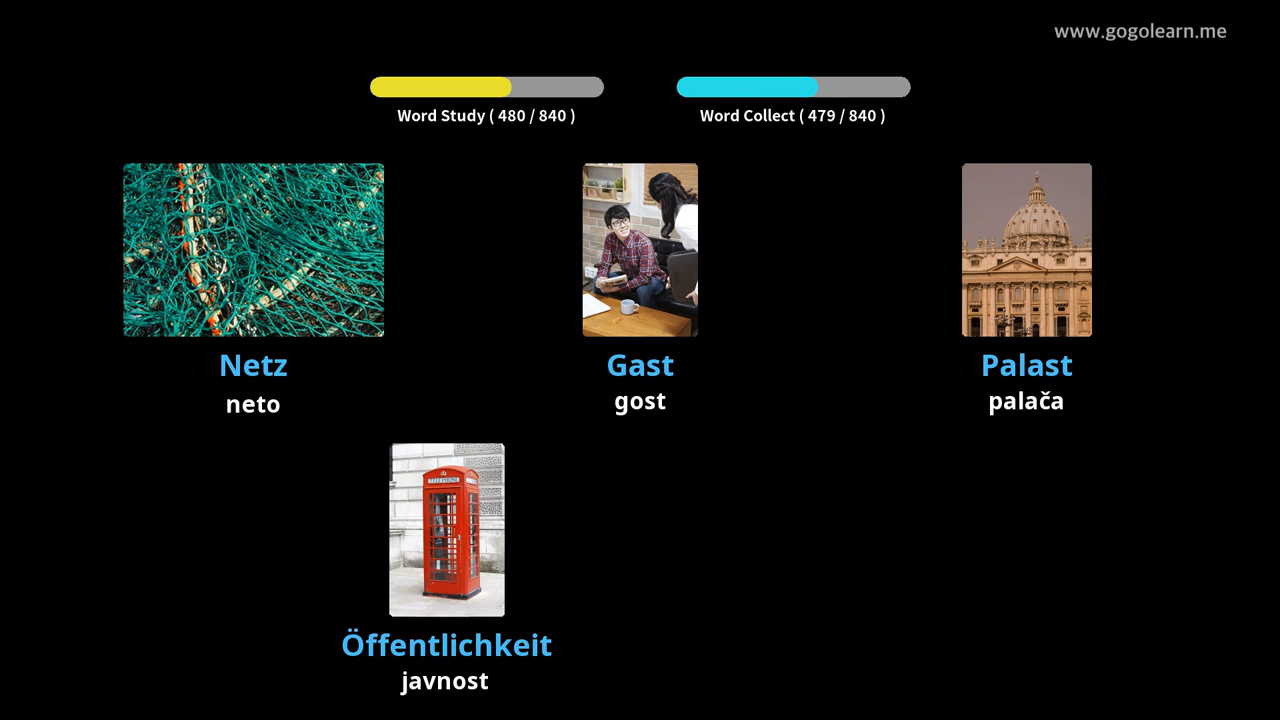 www.gogolearn.me
Word Study ( 480 / 840 )
Word Collect ( 479 / 840 )
Netz
neto
Gast
gost
Palast
palača
TELEPHONE
Öffentlichkeit
javnost